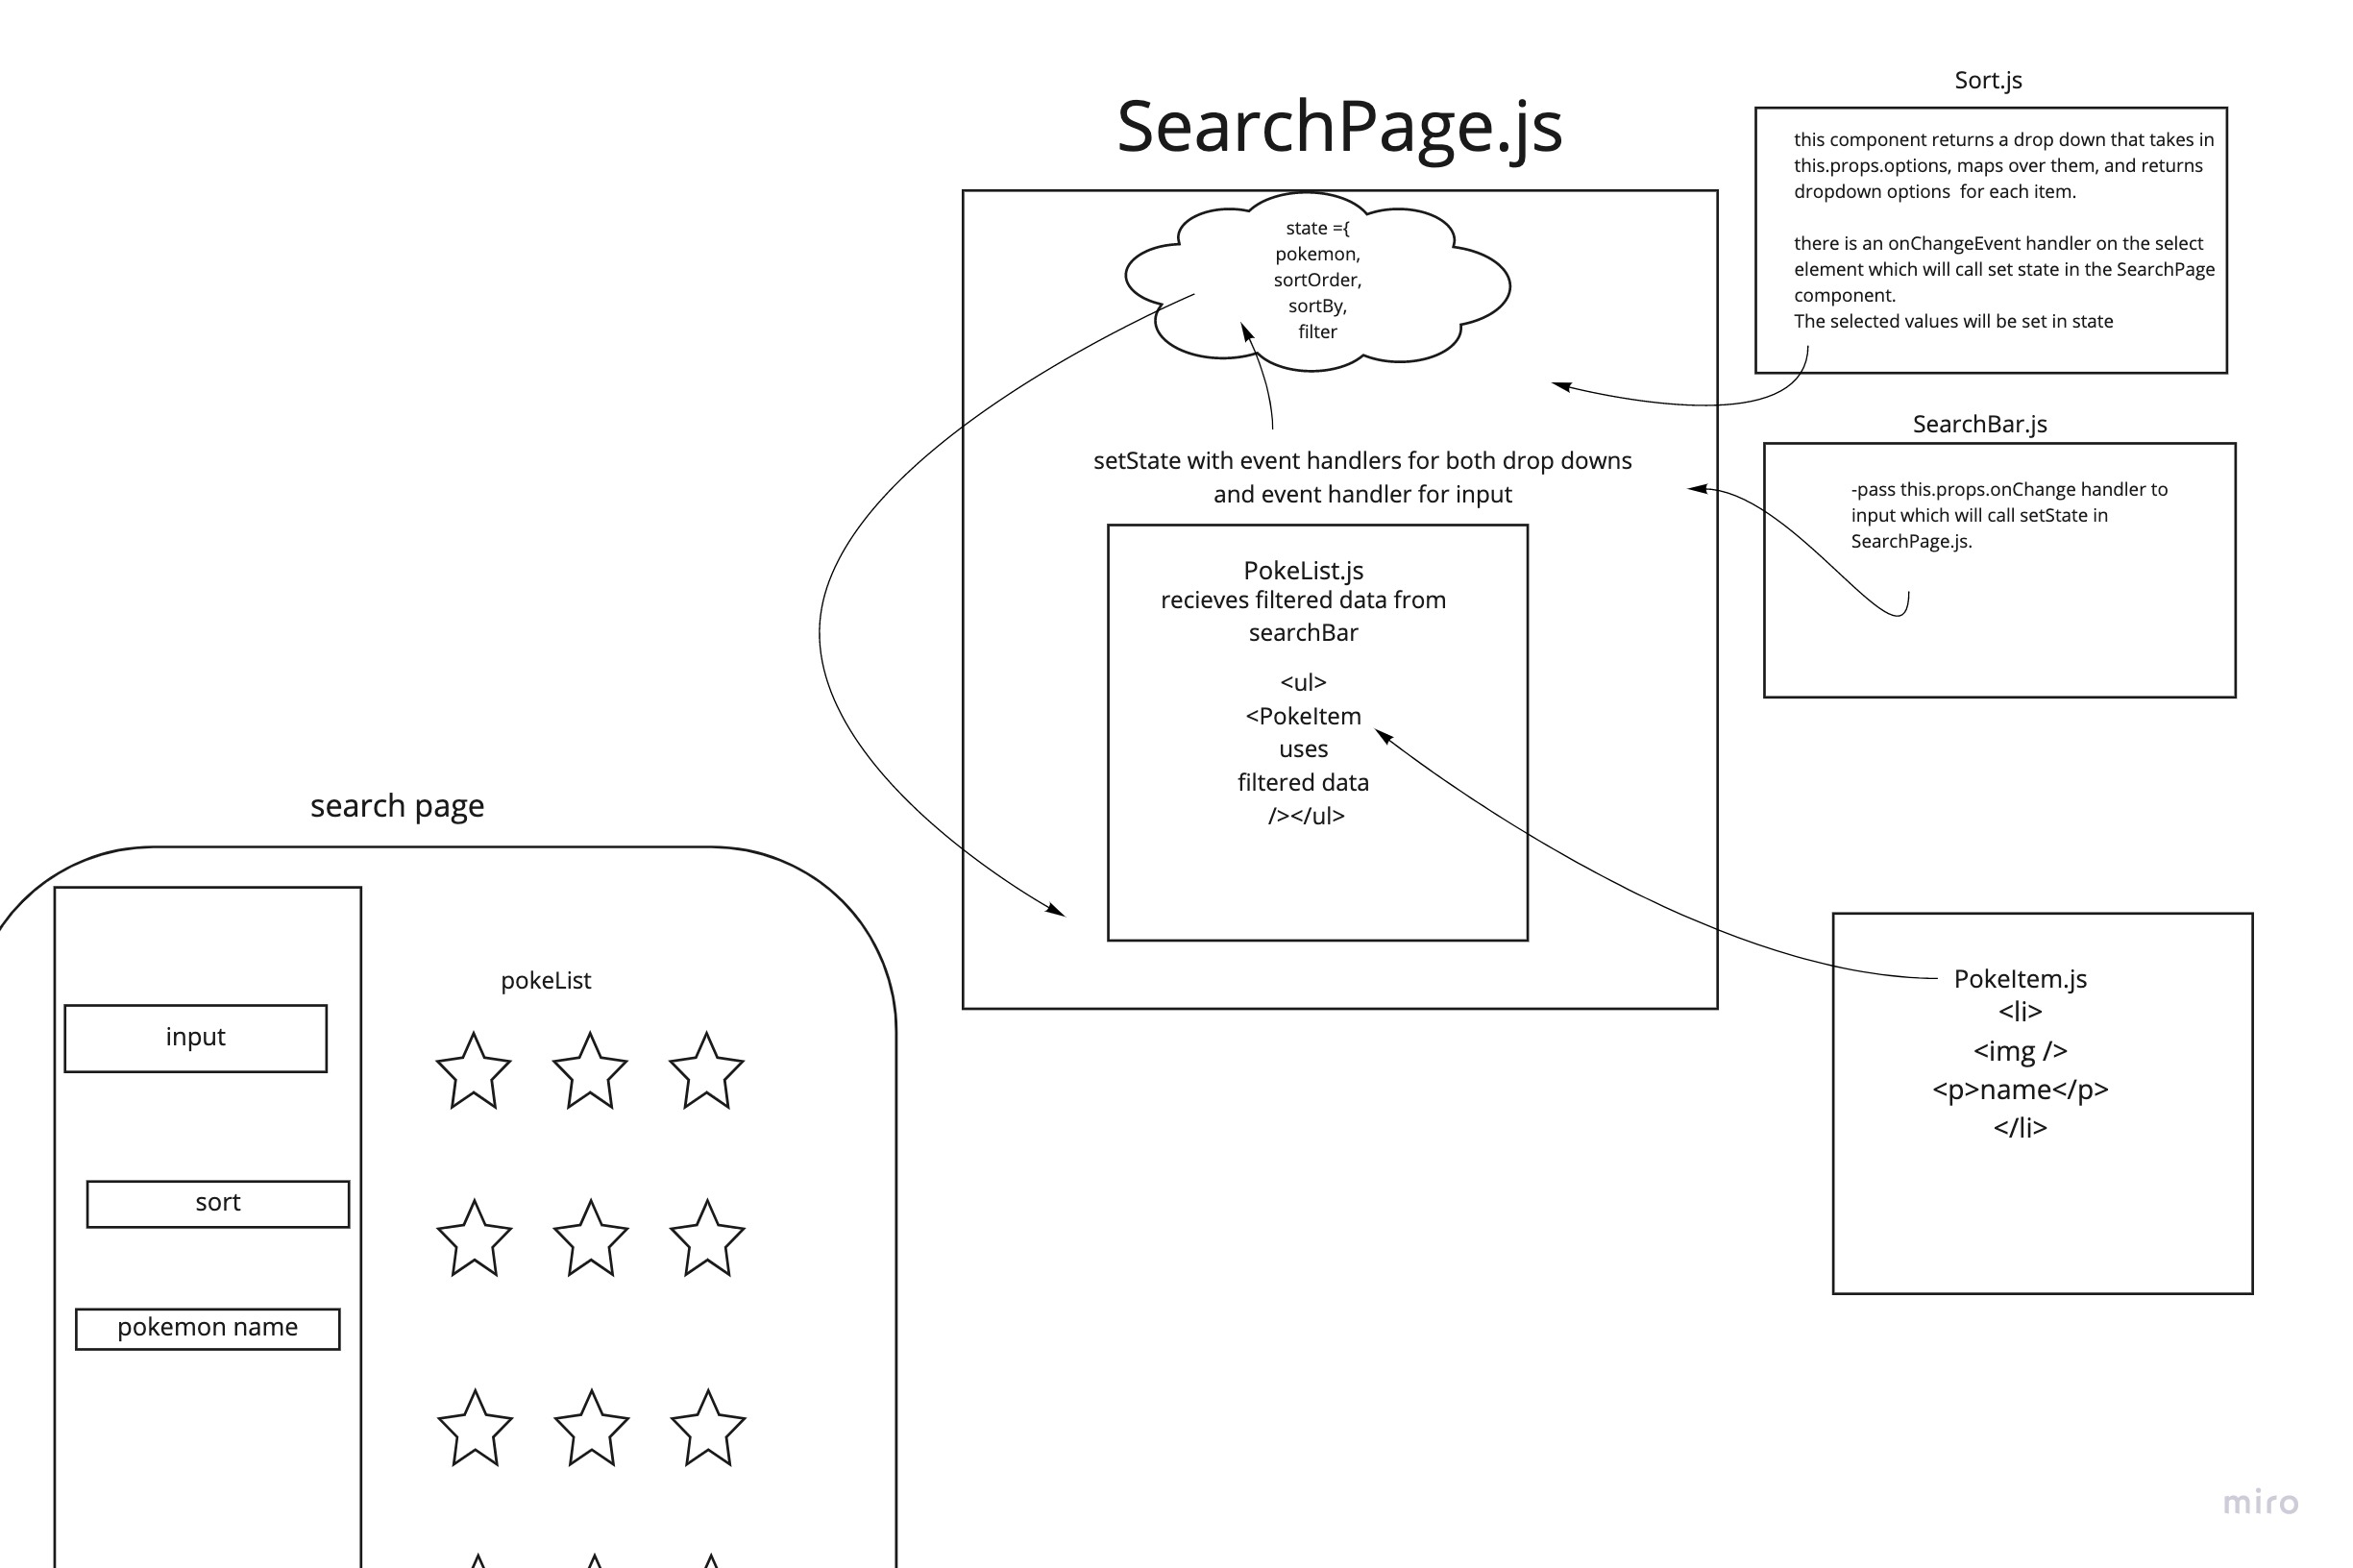 SearchPage.js
state ={
pokemon,
sortOrder,
sortBy,
filter
setState with event handlers for both drop downs
and event handler for input
PokeList.js
recieves filtered data from
searchBar
<ul>
<PokeItem
uses
filtered data
/></ul>
Sort.js
this component returns a drop down that takes in
this.props.options, maps over them, and returns
dropdown options  for each item.
there is an onChangeEvent handler on the select
element which will call set state in the SearchPage
component.
The selected values will be set in state
SearchBar.js
-pass this.props.onChange handler to
input which will call setState in
SearchPage.js.
PokeItem.js
<li>
<img />
<p>name</p>
</li>
search page
input
sort
pokemon name
pokeList
miro